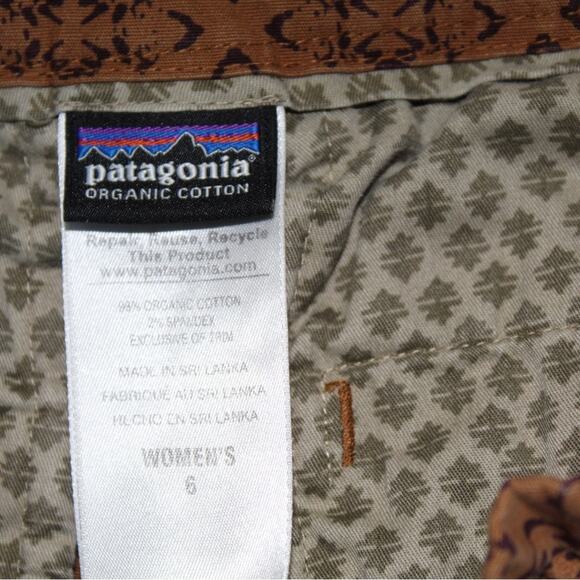 patagonia®
ORGANIC COTTON
Repair, Reuse, Recycle
This Product
www.patagonia.com
98% ORGANIC COTTON
2% SPANDEX
EXCLUSIVE OF TRIM
MADE IN SRI LANKA
FABRIQUÉ AU SRI LANKA
HECHO EN SRI LANKA
WOMEN'S
6